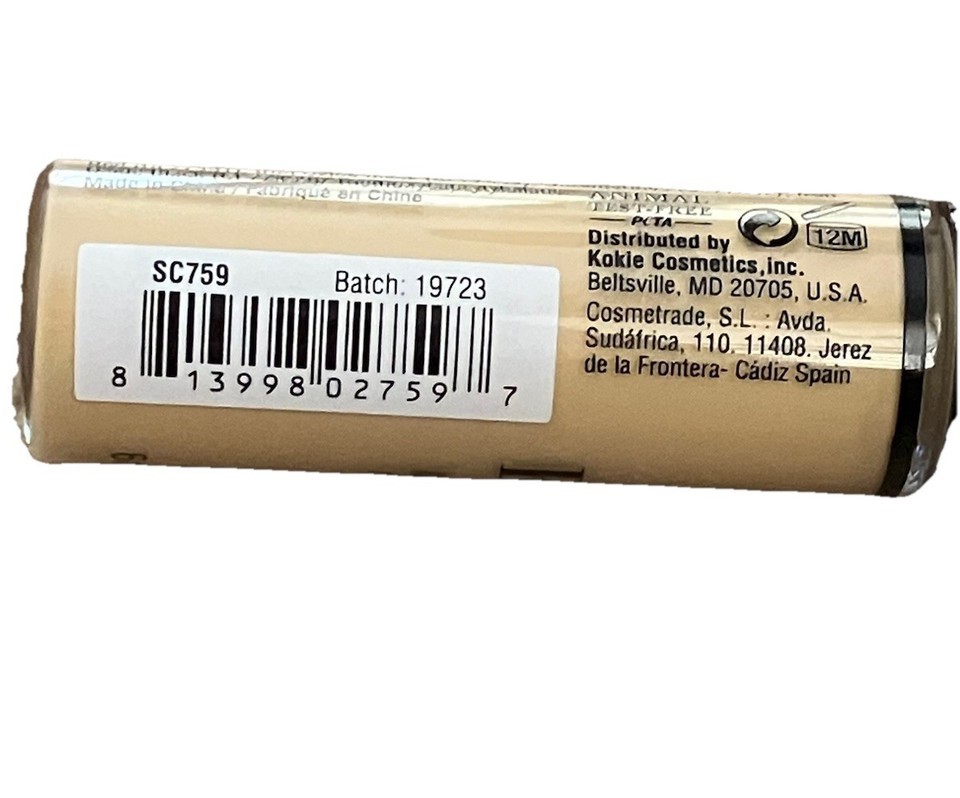 Made in China / Fabriqué en Chine
SC759
Batch: 19723
8 13998 02759 7
ANIMAL
TEST-FREE
PETA
12M
Distributed by
Kokie Cosmetics,inc.
Beltsville, MD 20705, U.S.A.
Cosmetrade, S.L. : Avda.
Sudáfrica, 110. 11408. Jerez
de la Frontera- Cádiz Spain